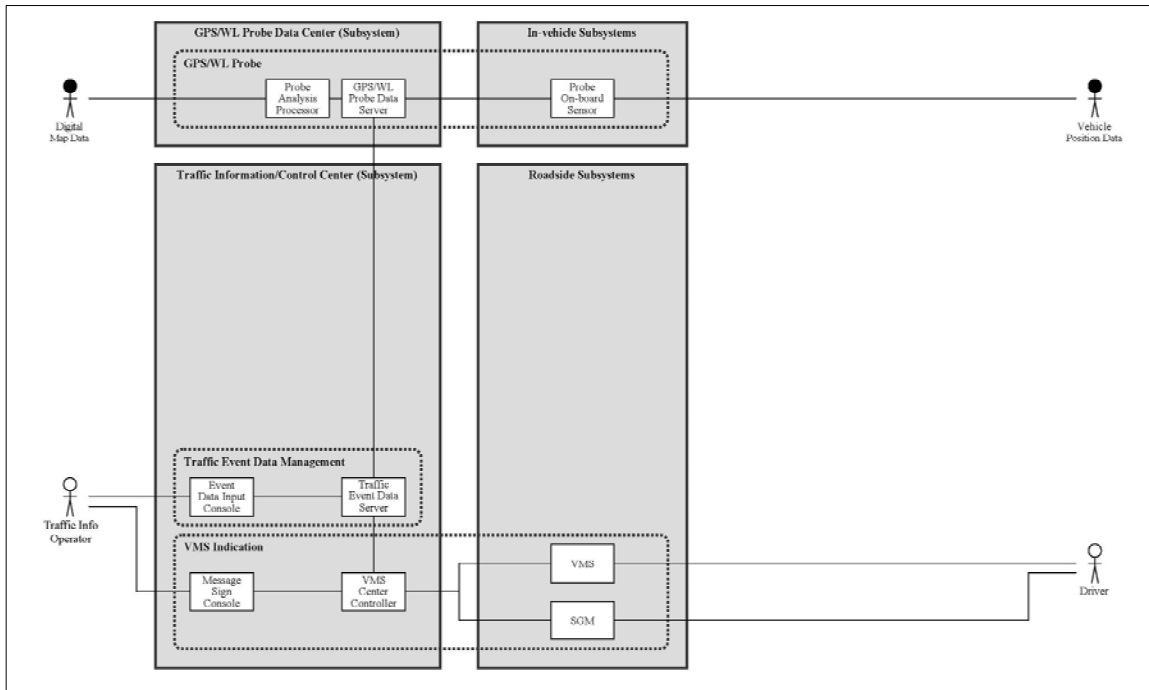 GPS/WL Probe Data Center (Subsystem)
In-vehicle Subsystems
GPS/WL Probe
Probe
Analysis
Processor
GPS/WL
Probe Data
Server
Probe
On-board
Sensor
Digital
Map Data
Vehicle
Position Data
Traffic Information/Control Center (Subsystem)
Roadside Subsystems
Traffic Event Data Management
Event
Data Input
Console
Traffic
Event Data
Server
Traffic Info
Operator
VMS Indication
Message
Sign
Console
VMS
Center
Controller
VMS
SGM
Driver